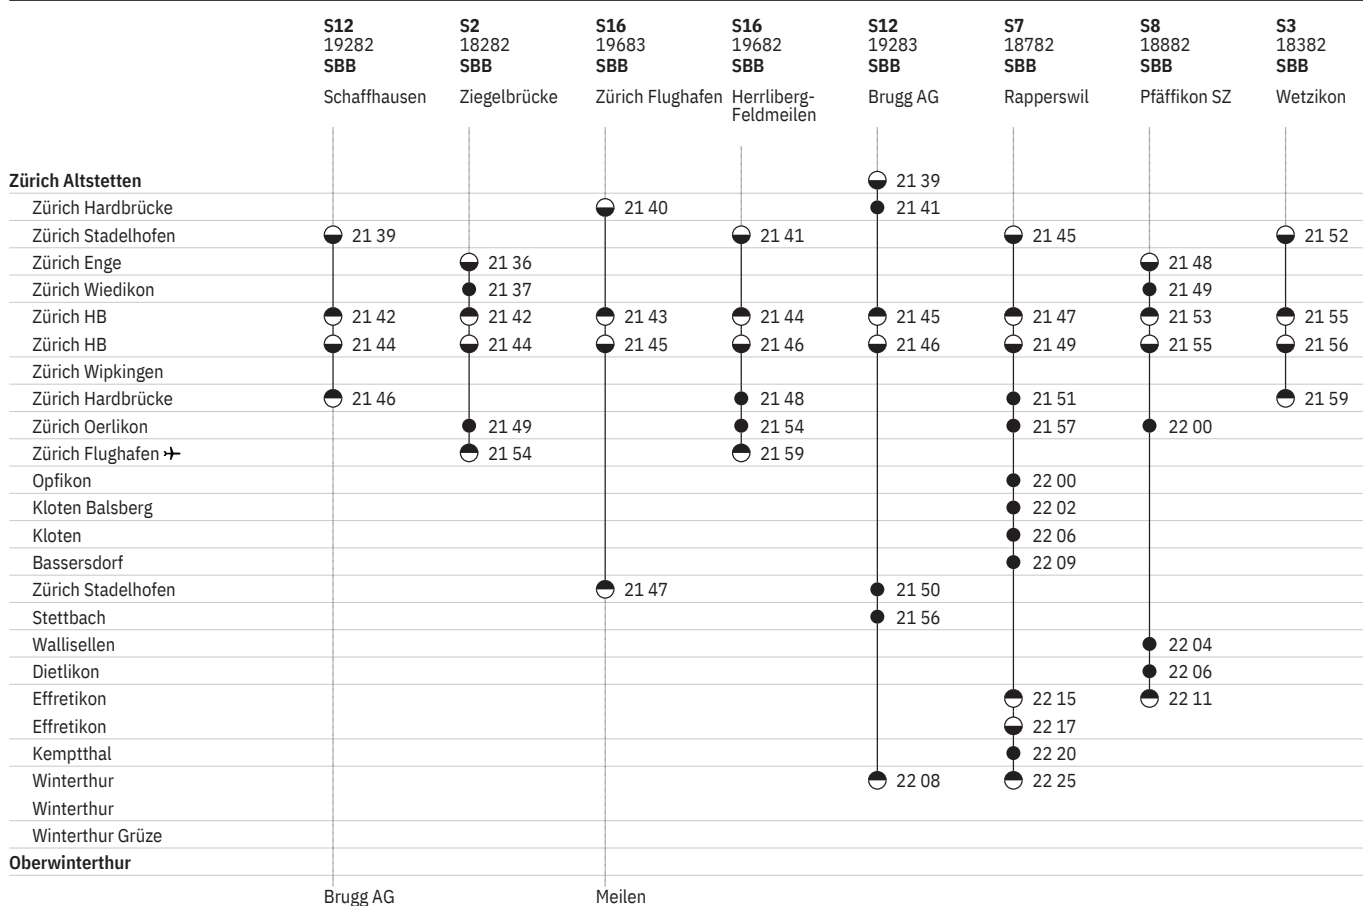 S12 S2 S16 S16 S12 S7 S8 S3
19282 18282 19683 19682 19283 18782 18882 18382
SBB SBB SBB SBB SBB SBB SBB SBB
Schaffhausen Ziegelbrücke Zürich Flughafen Herrliberg- Brugg AG Rapperswil Pfäffikon SZ Wetzikon
Feldmeilen
Zürich Altstetten 21 39
Zürich Hardbrücke 21 40 21 41
Zürich Stadelhofen 21 39 21 41 21 45 21 52
Zürich Enge 21 36 21 48
Zürich Wiedikon 21 37 21 49
Zürich HB 21 42 21 42 21 43 21 44 21 45 21 47 21 53 21 55
Zürich HB 21 44 21 44 21 45 21 46 21 46 21 49 21 55 21 56
Zürich Wipkingen
Zürich Hardbrücke 21 46 21 48 21 51 21 59
Zürich Oerlikon 21 49 21 54 21 57 22 00
Zürich Flughafen 21 54 21 59
Opfikon 22 00
Kloten Balsberg 22 02
Kloten 22 06
Bassersdorf 22 09
Zürich Stadelhofen 21 47 21 50
Stettbach 21 56
Wallisellen 22 04
Dietlikon 22 06
Effretikon 22 15 22 11
Effretikon 22 17
Kemptthal 22 20
Winterthur 22 08 22 25
Winterthur
Winterthur Grüze
Oberwinterthur
Brugg AG Meilen